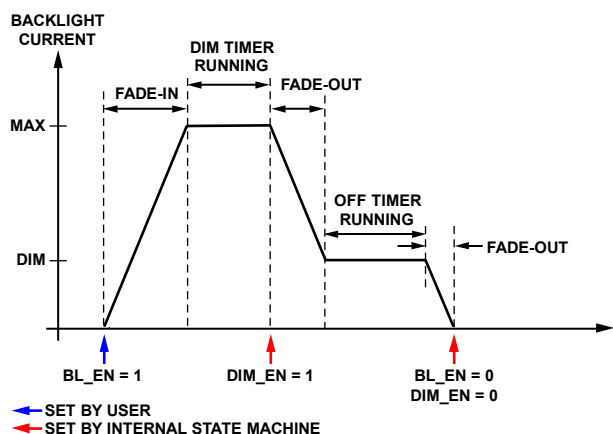 BACKLIGHT
CURRENT
DIM TIMER
RUNNING
FADE-IN
FADE-OUT
MAX
OFF TIMER
RUNNING
FADE-OUT
DIM
BL_EN = 1
DIM_EN = 1
BL_EN = 0
DIM_EN = 0
SET BY USER
SET BY INTERNAL STATE MACHINE